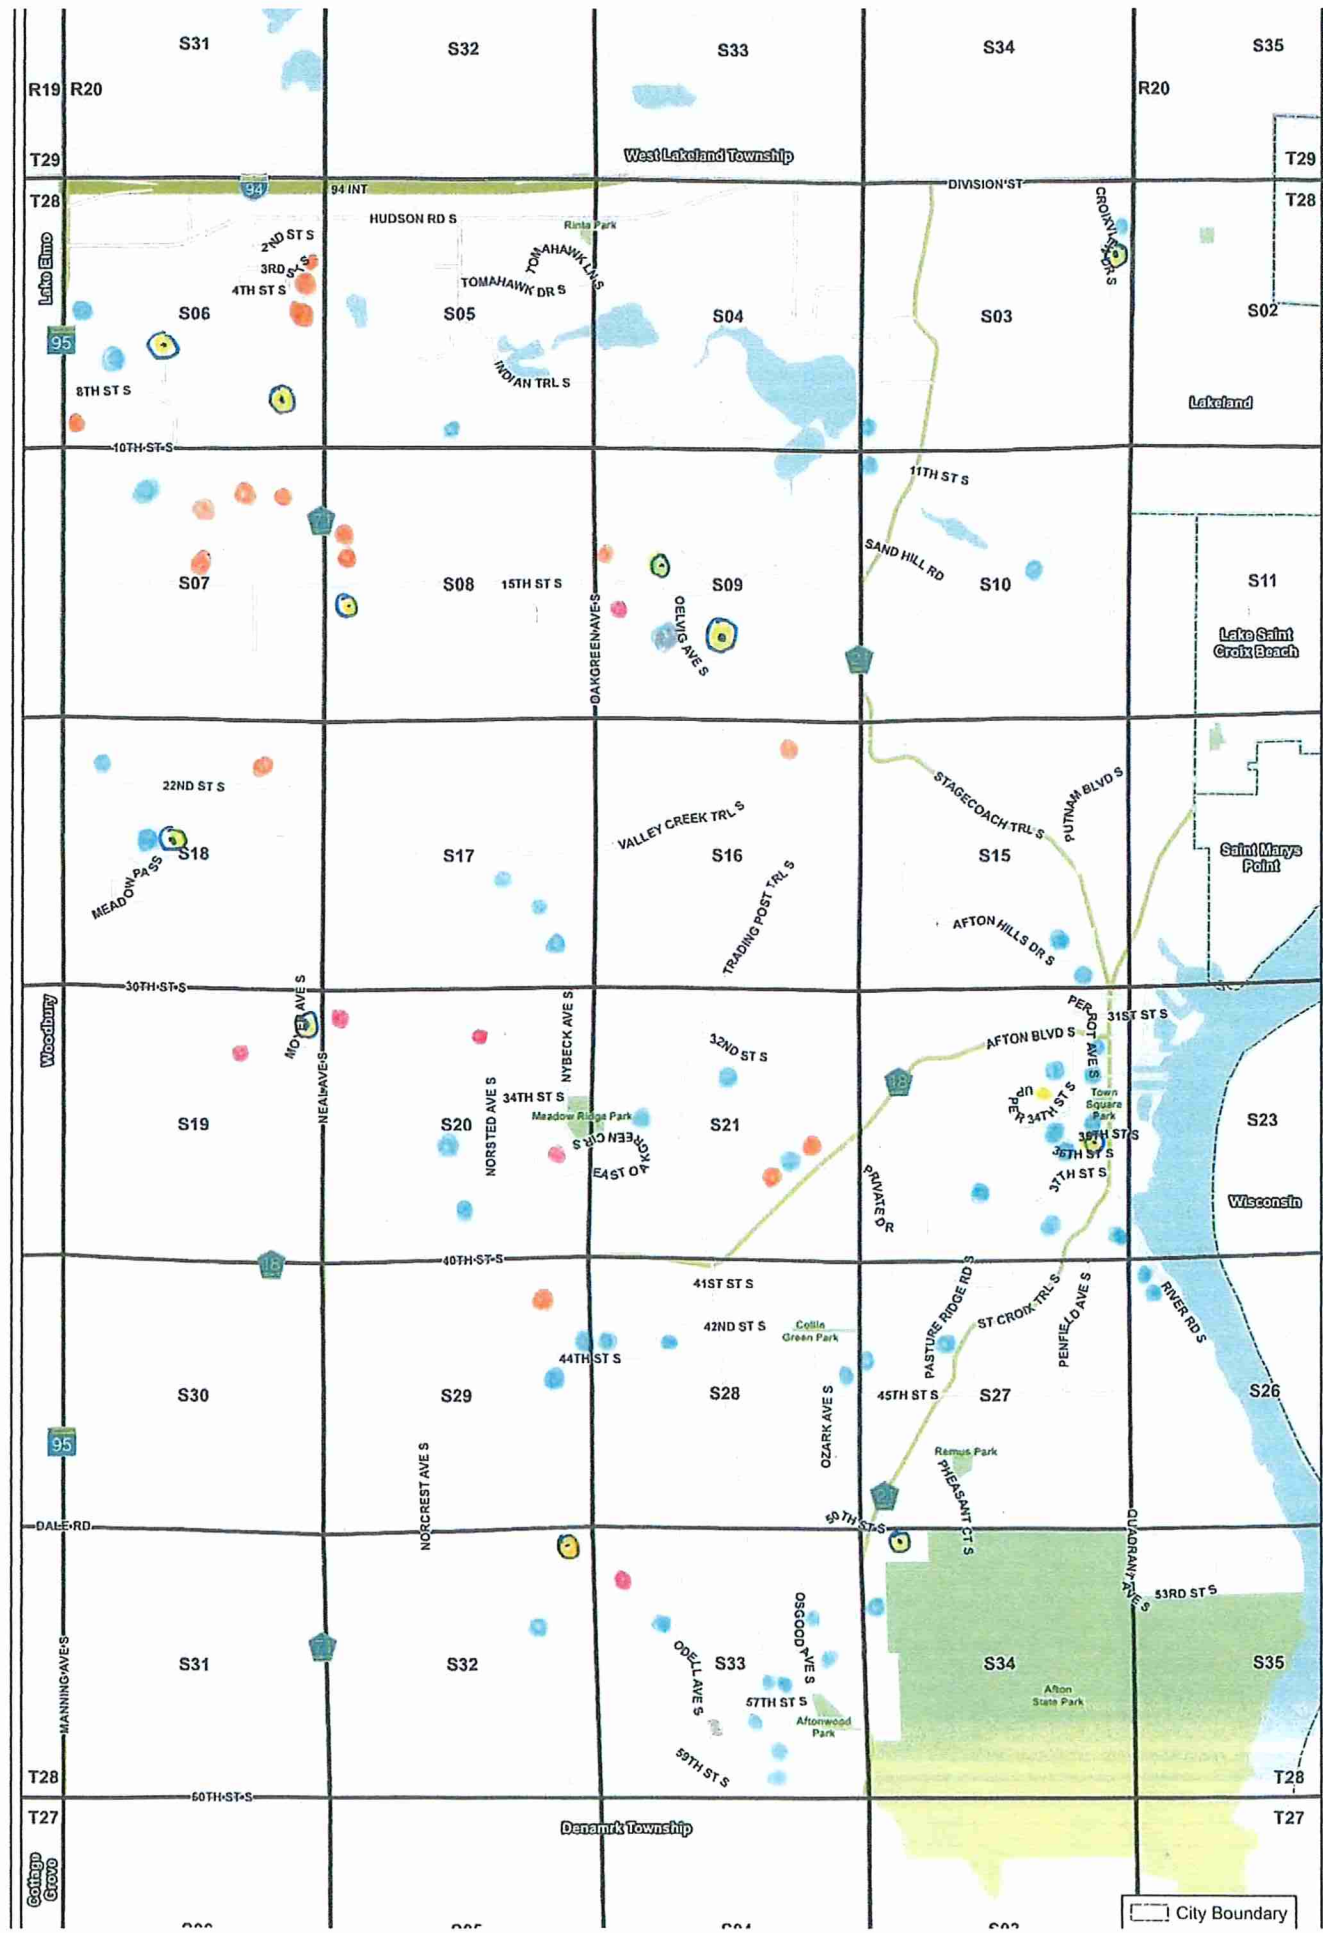 S31
S32
S33
S34
S35
R19
R20
R20
T29
West Lakeland Township
T29
T28
94
94 INT
DIVISION ST
T28
HUDSON RD S
Rinta Park
CROIXVIEW DR S
2ND ST S
3RD ST S
4TH ST S
TOMAHAWK LN S
TOMAHAWK DR S
Lake Elmo
S06
S05
S04
S03
S02
95
INDIAN TRL S
8TH ST S
Lakeland
10TH ST S
11TH ST S
SAND HILL RD
S07
S08
15TH ST S
S09
S10
S11
OAKGREEN AVE S
OELVIG AVE S
Lake Saint
Croix Beach
21
22ND ST S
STAGECOACH TRL S
PUTNAM BLVD S
VALLEY CREEK TRL S
S18
S17
S16
S15
Saint Marys
Point
MEADOW PASS
TRADING POST TRL S
AFTON HILLS DR S
30TH ST S
Woodbury
MOYER AVE S
NEAL AVE S
NYBECK AVE S
32ND ST S
AFTON BLVD S
PERROT AVE S
31ST ST S
18
34TH ST S
NORSTED AVE S
Meadow Ridge Park
UPPER 34TH ST S
Town
Square
Park
S19
S20
S21
S23
EAST OAKGREEN CIR S
36TH ST S
37TH ST S
PRIVATE DR
Wisconsin
18
40TH ST S
41ST ST S
42ND ST S
Collin
Green Park
PASTURE RIDGE RD S
ST CROIX TRL S
PENFIELD AVE S
RIVER RD S
44TH ST S
S30
S29
S28
45TH ST S
S27
S26
OZARK AVE S
95
NORCREST AVE S
Remus Park
PHEASANT CT S
21
DALE RD
50TH ST S
QUADRANT AVE S
53RD ST S
OSGOOD AVE S
MANNING AVE S
S31
S32
ODELL AVE S
S33
S34
S35
57TH ST S
Afton
State Park
Aftonwood
Park
59TH ST S
T28
T28
60TH ST S
T27
T27
Denamrk Township
Cottage
Grove
City Boundary